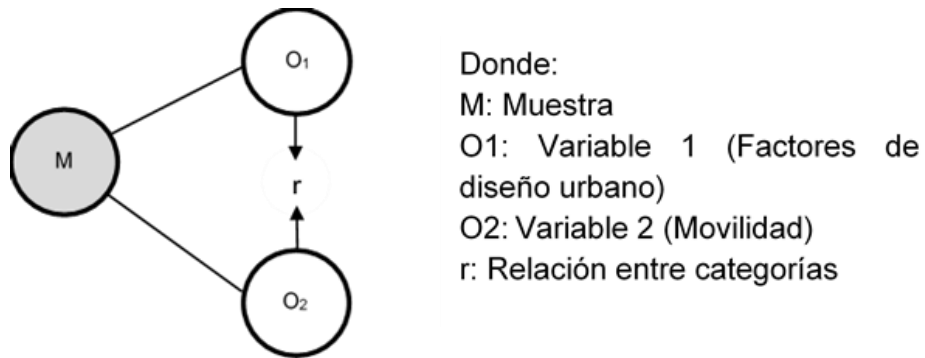 O₁
M
r
O₂
Donde:
M: Muestra
O1: Variable 1 (Factores de
diseño urbano)
O2: Variable 2 (Movilidad)
r: Relación entre categorías